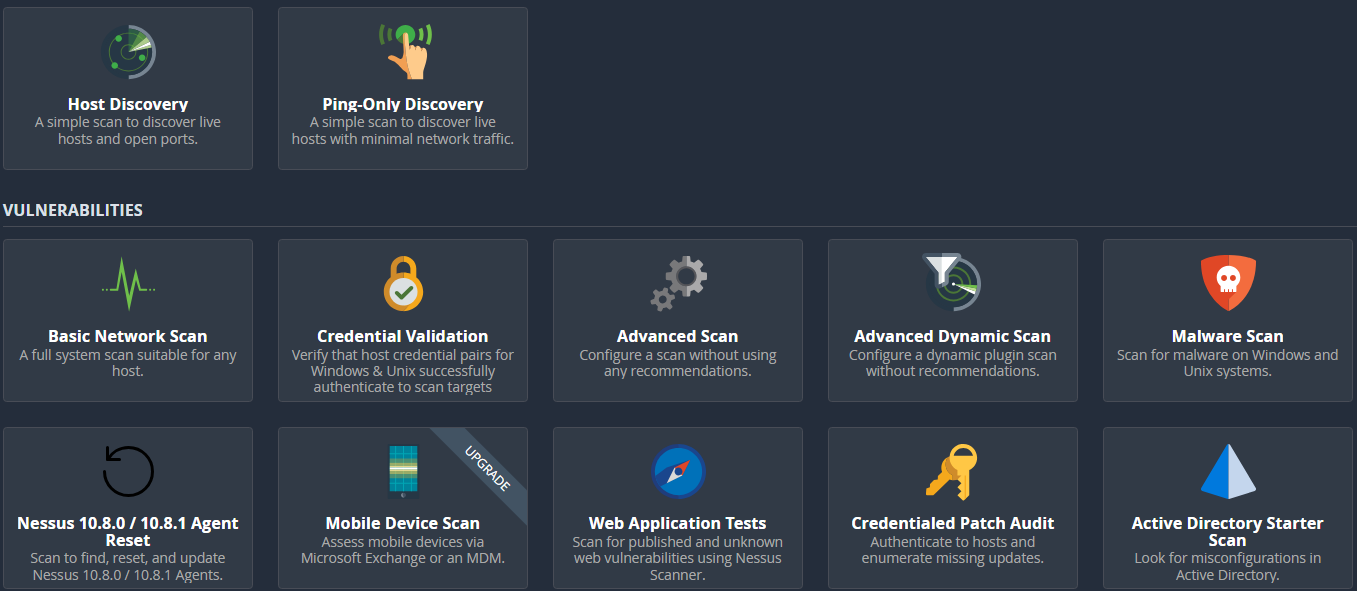 Host Discovery
A simple scan to discover live
hosts and open ports.
Ping-Only Discovery
A simple scan to discover live
hosts with minimal network traffic.
VULNERABILITIES
Basic Network Scan
A full system scan suitable for any
host.
Credential Validation
Verify that host credential pairs for
Windows & Unix successfully
authenticate to scan targets
Advanced Scan
Configure a scan without using
any recommendations.
Advanced Dynamic Scan
Configure a dynamic plugin scan
without recommendations.
Malware Scan
Scan for malware on Windows and
Unix systems.
Nessus 10.8.0 / 10.8.1 Agent
Reset
Scan to find, reset, and update
Nessus 10.8.0 / 10.8.1 Agents.
UPGRADE
Mobile Device Scan
Assess mobile devices via
Microsoft Exchange or an MDM.
Web Application Tests
Scan for published and unknown
web vulnerabilities using Nessus
Scanner.
Credentialed Patch Audit
Authenticate to hosts and
enumerate missing updates.
Active Directory Starter
Scan
Look for misconfigurations in
Active Directory.